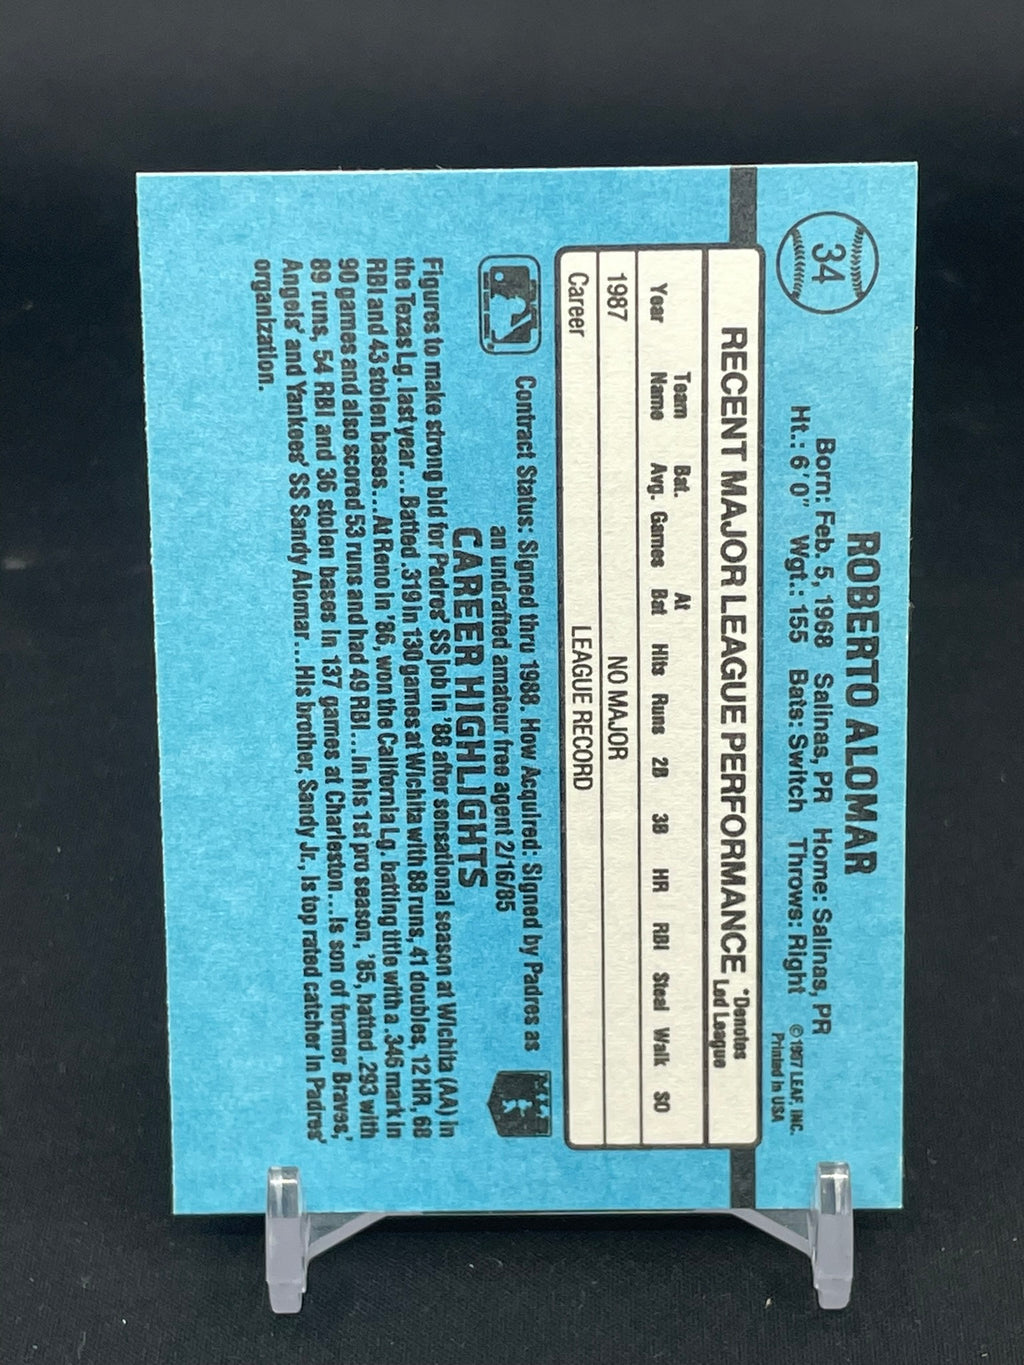 34
ROBERTO ALOMAR
Born: Feb. 5, 1968 Salinas, PR Home: Salinas, PR
Ht.: 6'0" Wgt.: 155 Bats: Switch Throws: Right
©1987 LEAF, INC.
Printed in USA
RECENT MAJOR LEAGUE PERFORMANCE
*Denotes
Led League
Year Team Name Bat. Avg. Games At Bat Hits Runs 2B 3B HR RBI Steal Walk SO
1987 NO MAJOR
Career LEAGUE RECORD
Contract Status: Signed thru 1988. How Acquired: Signed by Padres as
an undrafted amateur free agent 2/16/85
CAREER HIGHLIGHTS
Figures to make strong bid for Padres' SS job in '88 after sensational season at Wichita (AA) in
the Texas Lg. last year...Batted .319 in 130 games at Wichita with 88 runs, 41 doubles, 12 HR, 68
RBI and 43 stolen bases...At Reno in '86, won the California Lg. batting title with a .346 mark in
90 games and also scored 53 runs and had 49 RBI...In his 1st pro season, '85, batted .293 with
89 runs, 54 RBI and 36 stolen bases in 137 games at Charleston...Is son of former Braves,'
Angels' and Yankees' SS Sandy Alomar...His brother, Sandy Jr., is top rated catcher in Padres'
organization.